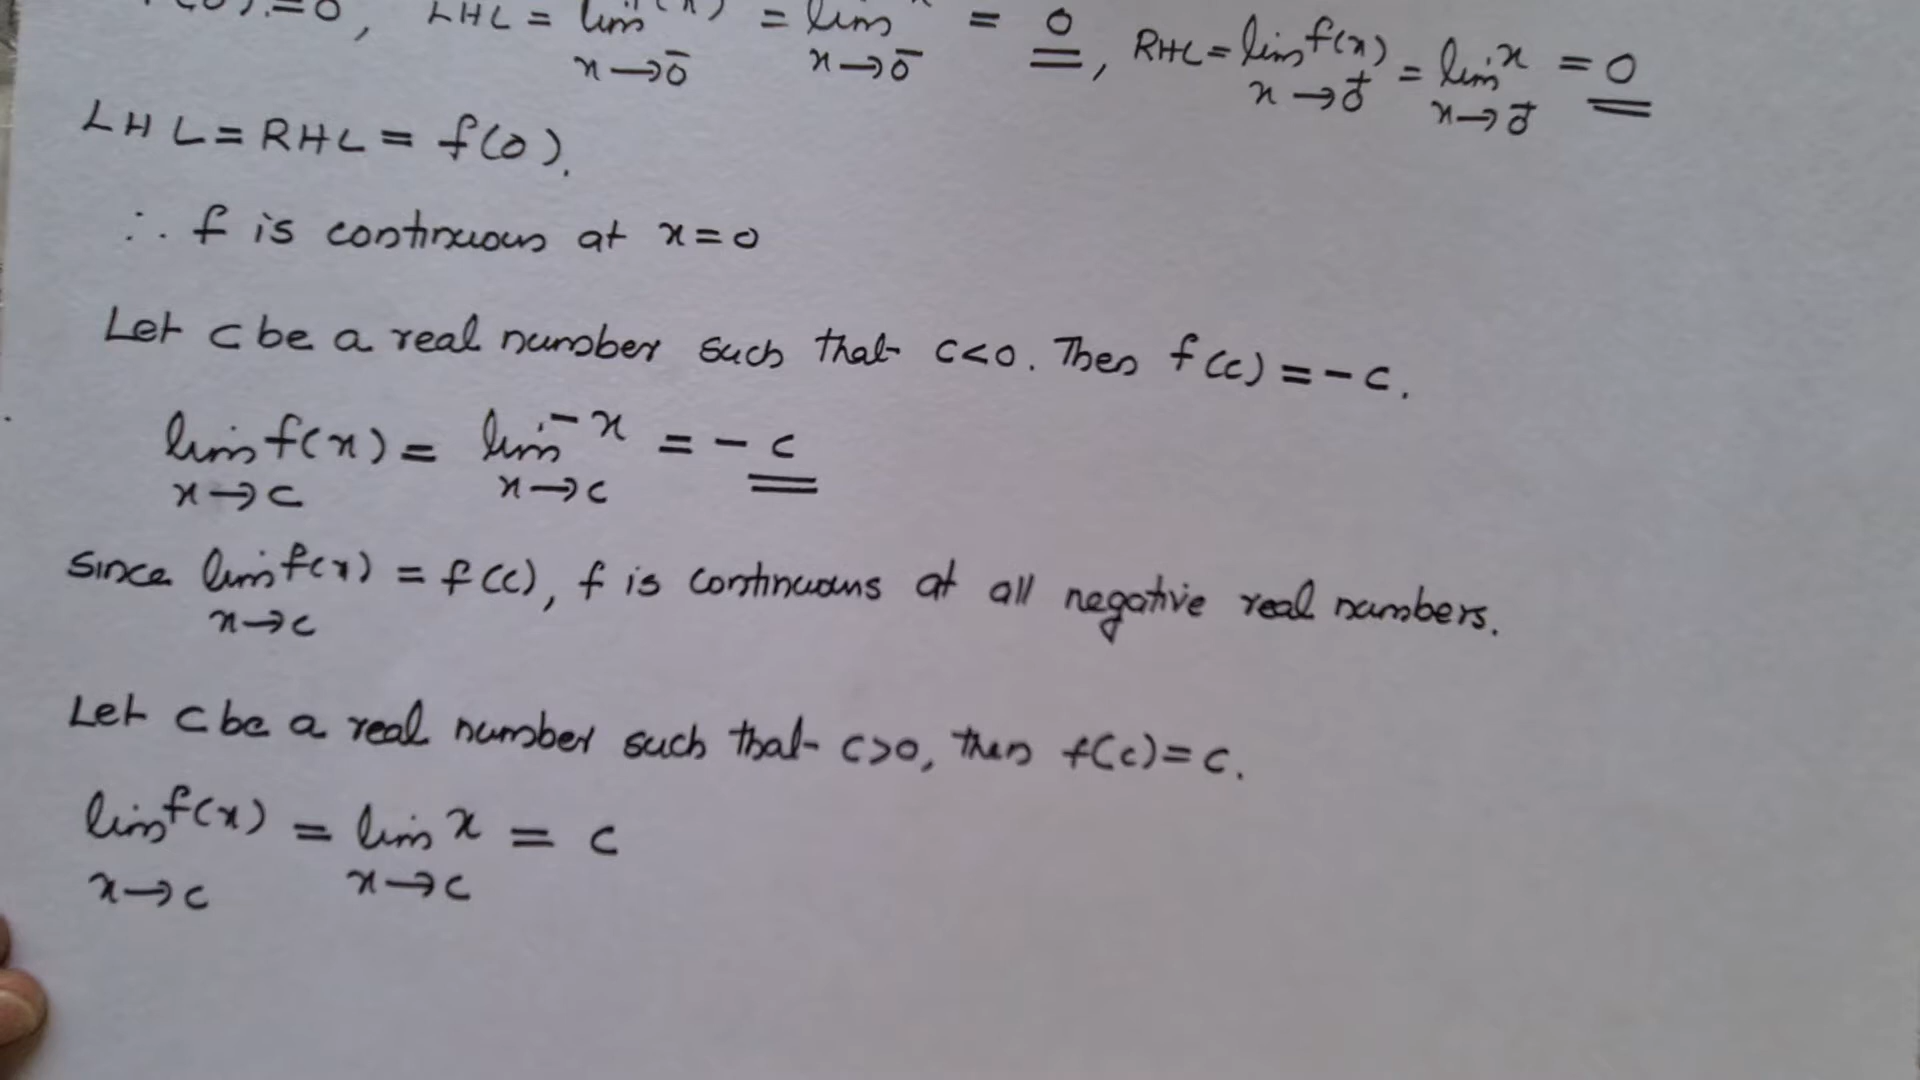 (0)=0, LHL = lim (x) = lim = 0, RHL = lim f(x) = lim x = 0
x→0⁻ x→0⁻ x→0⁺ x→0⁺
LHL = RHL = f(0).
∴ f is continuous at x=0
Let c be a real number such that c<0. Then f(c) = -c.
lim f(x) = lim -x = -c
x→c x→c
Since lim f(x) = f(c), f is continuous at all negative real numbers.
x→c
Let c be a real number such that c>0, then f(c)=c.
lim f(x) = lim x = c
x→c x→c